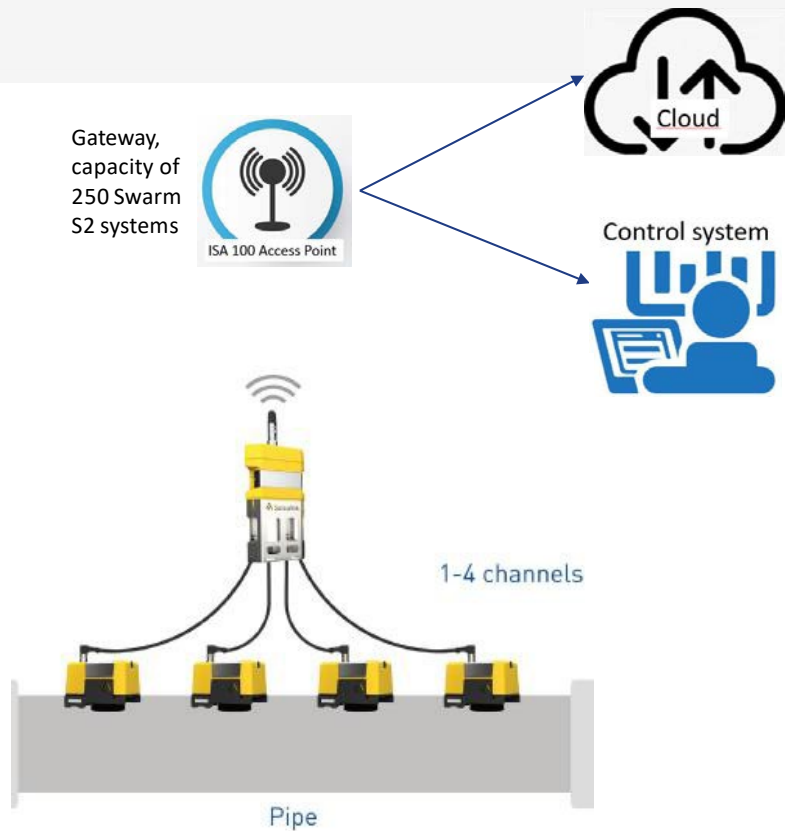 Cloud
Gateway,
capacity of
250 Swarm
S2 systems
ISA 100 Access Point
Control system
1-4 channels
Pipe